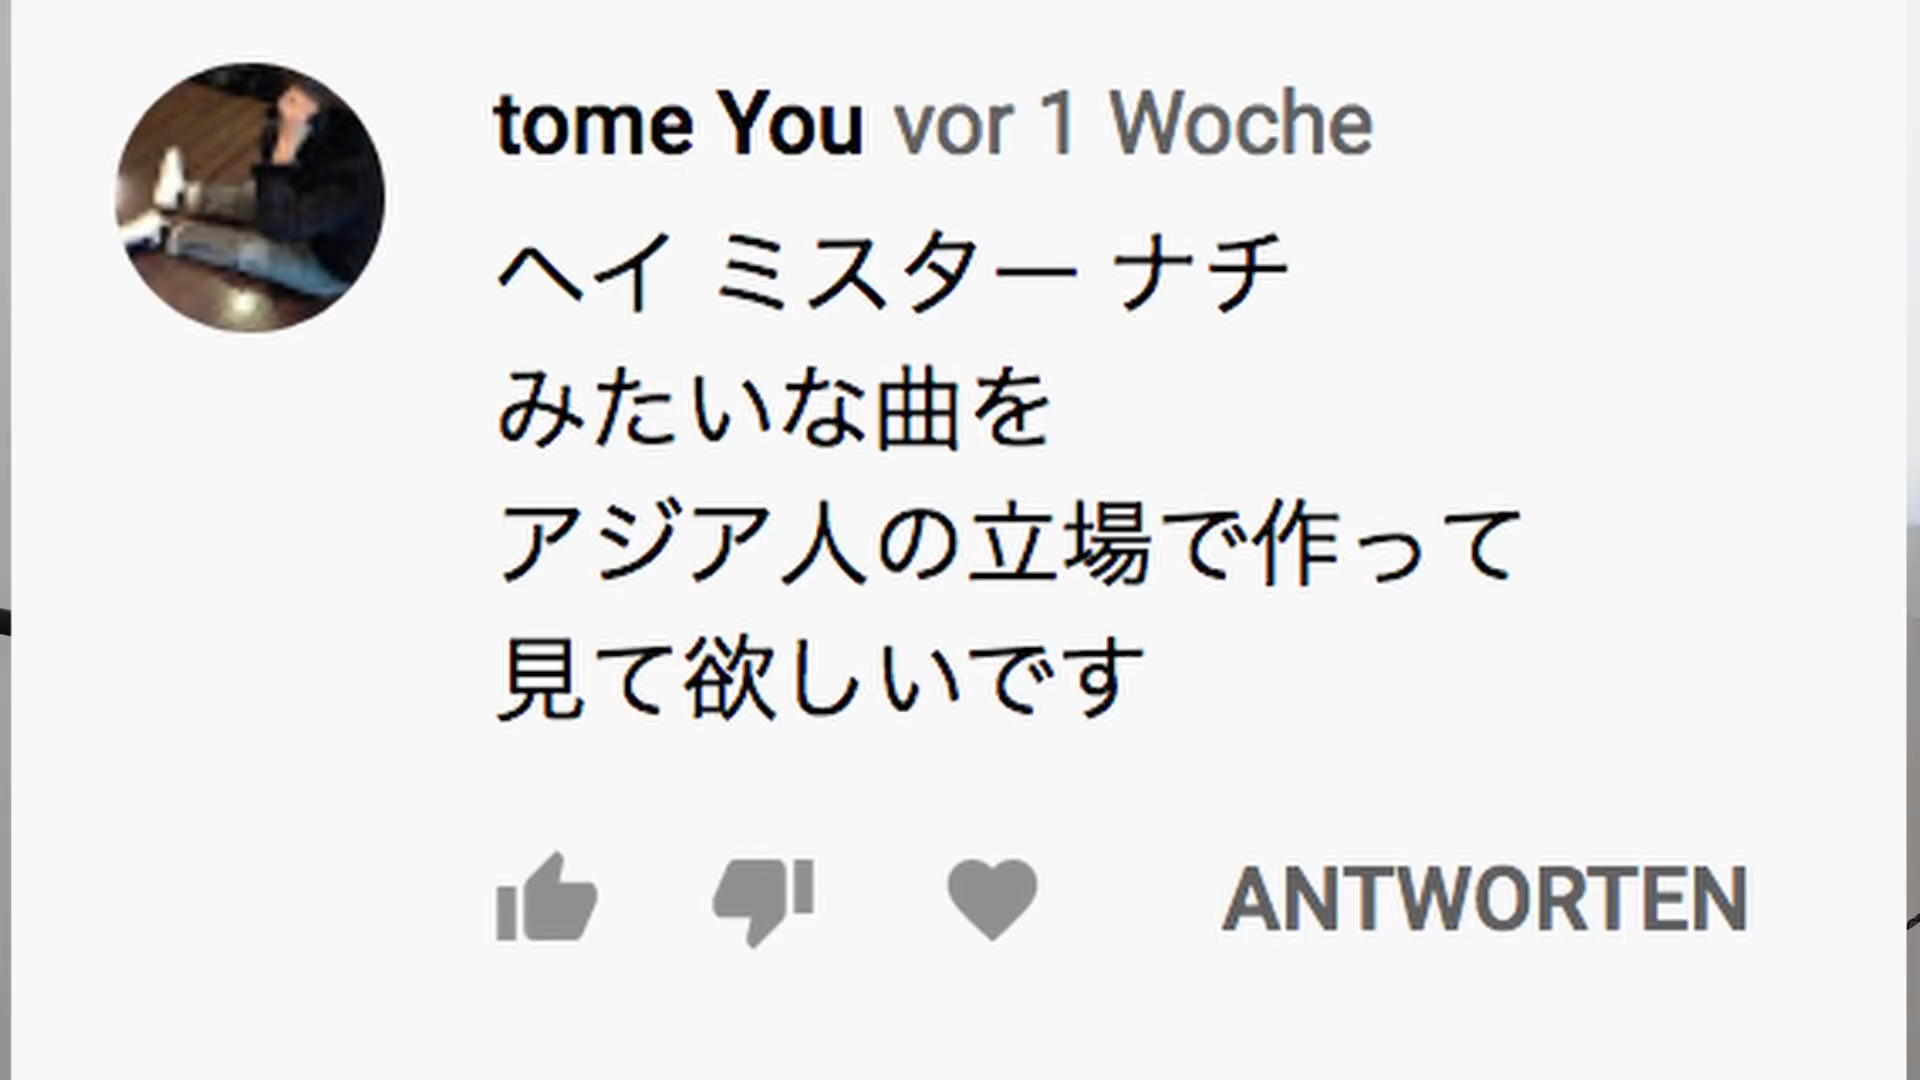 tome You vor 1 Woche
ヘイ ミスター ナチ
みたいな曲を
アジア人の立場で作って
見て欲しいです
ANTWORTEN